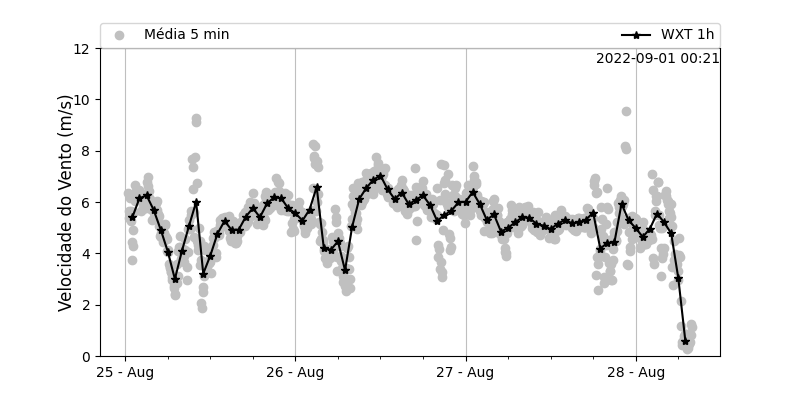 Média 5 min
WXT 1h
2022-09-01 00:21
Velocidade do Vento (m/s)
12
10
8
6
4
2
0
25 - Aug
26 - Aug
27 - Aug
28 - Aug